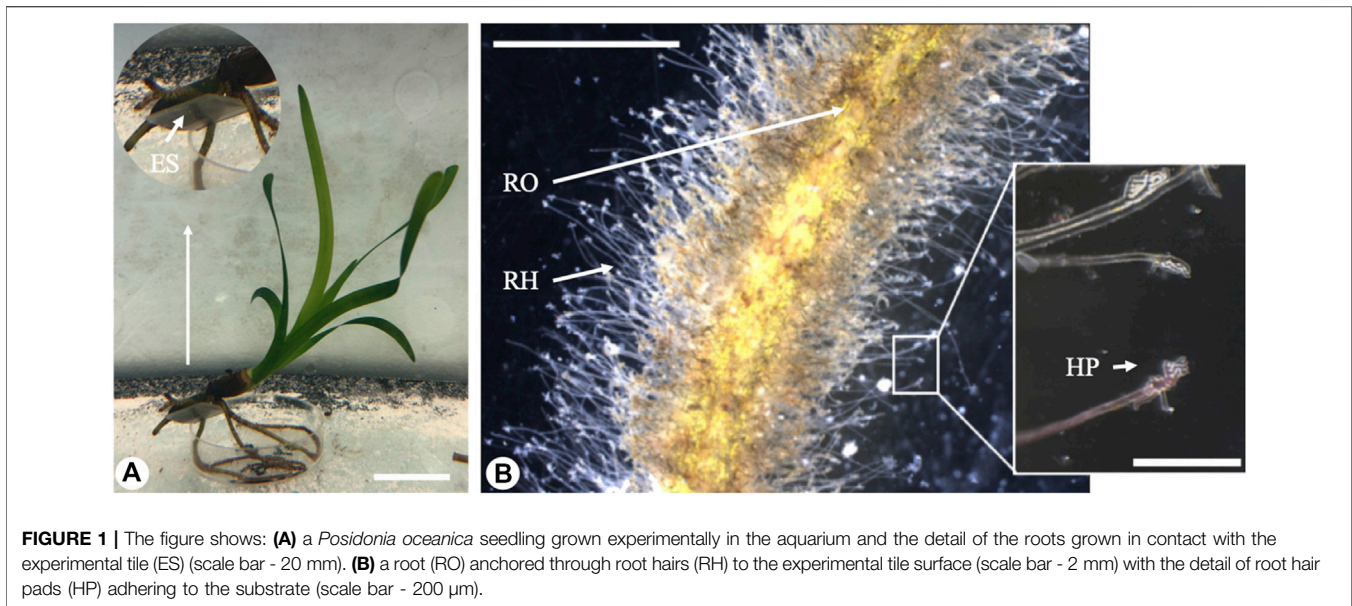 ES
A
RO
RH
B
HP
FIGURE 1 | The figure shows: (A) a Posidonia oceanica seedling grown experimentally in the aquarium and the detail of the roots grown in contact with the
experimental tile (ES) (scale bar - 20 mm). (B) a root (RO) anchored through root hairs (RH) to the experimental tile surface (scale bar - 2 mm) with the detail of root hair
pads (HP) adhering to the substrate (scale bar - 200 µm).